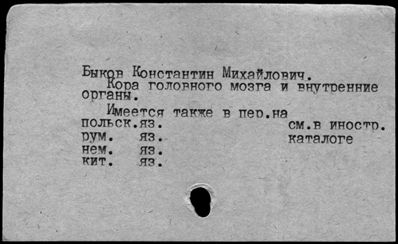 Быков Константин Михайлович.
Кора головного мозга и внутренние
органы.
Имеется также в пер.на
польск.яз. см.в иностр.
рум. яз. каталоге
нем. яз.
кит. яз.